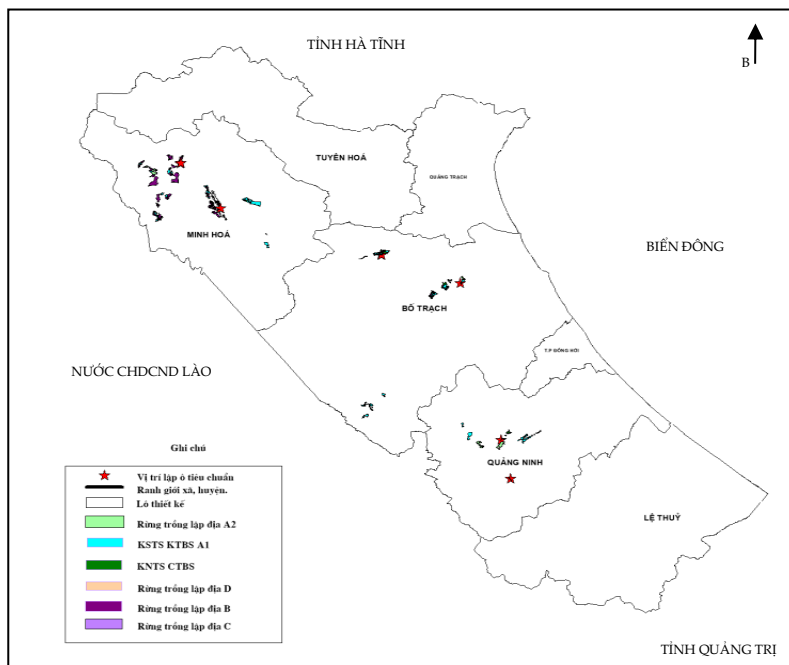 TỈNH HÀ TĨNH
B
TUYÊN HOÁ
QUẢNG TRẠCH
MINH HOÁ
BIỂN ĐÔNG
BỐ TRẠCH
T.P ĐỒNG HỚI
NƯỚC CHDCND LÀO
QUẢNG NINH
LỆ THUỶ
Ghi chú
Vị trí lập ô tiêu chuẩn
Ranh giới xã, huyện.
Lô thiết kế
Rừng trồng lập địa A2
KSTS KTBS A1
KNTS CTBS
Rừng trồng lập địa D
Rừng trồng lập địa B
Rừng trồng lập địa C
TỈNH QUẢNG TRỊ